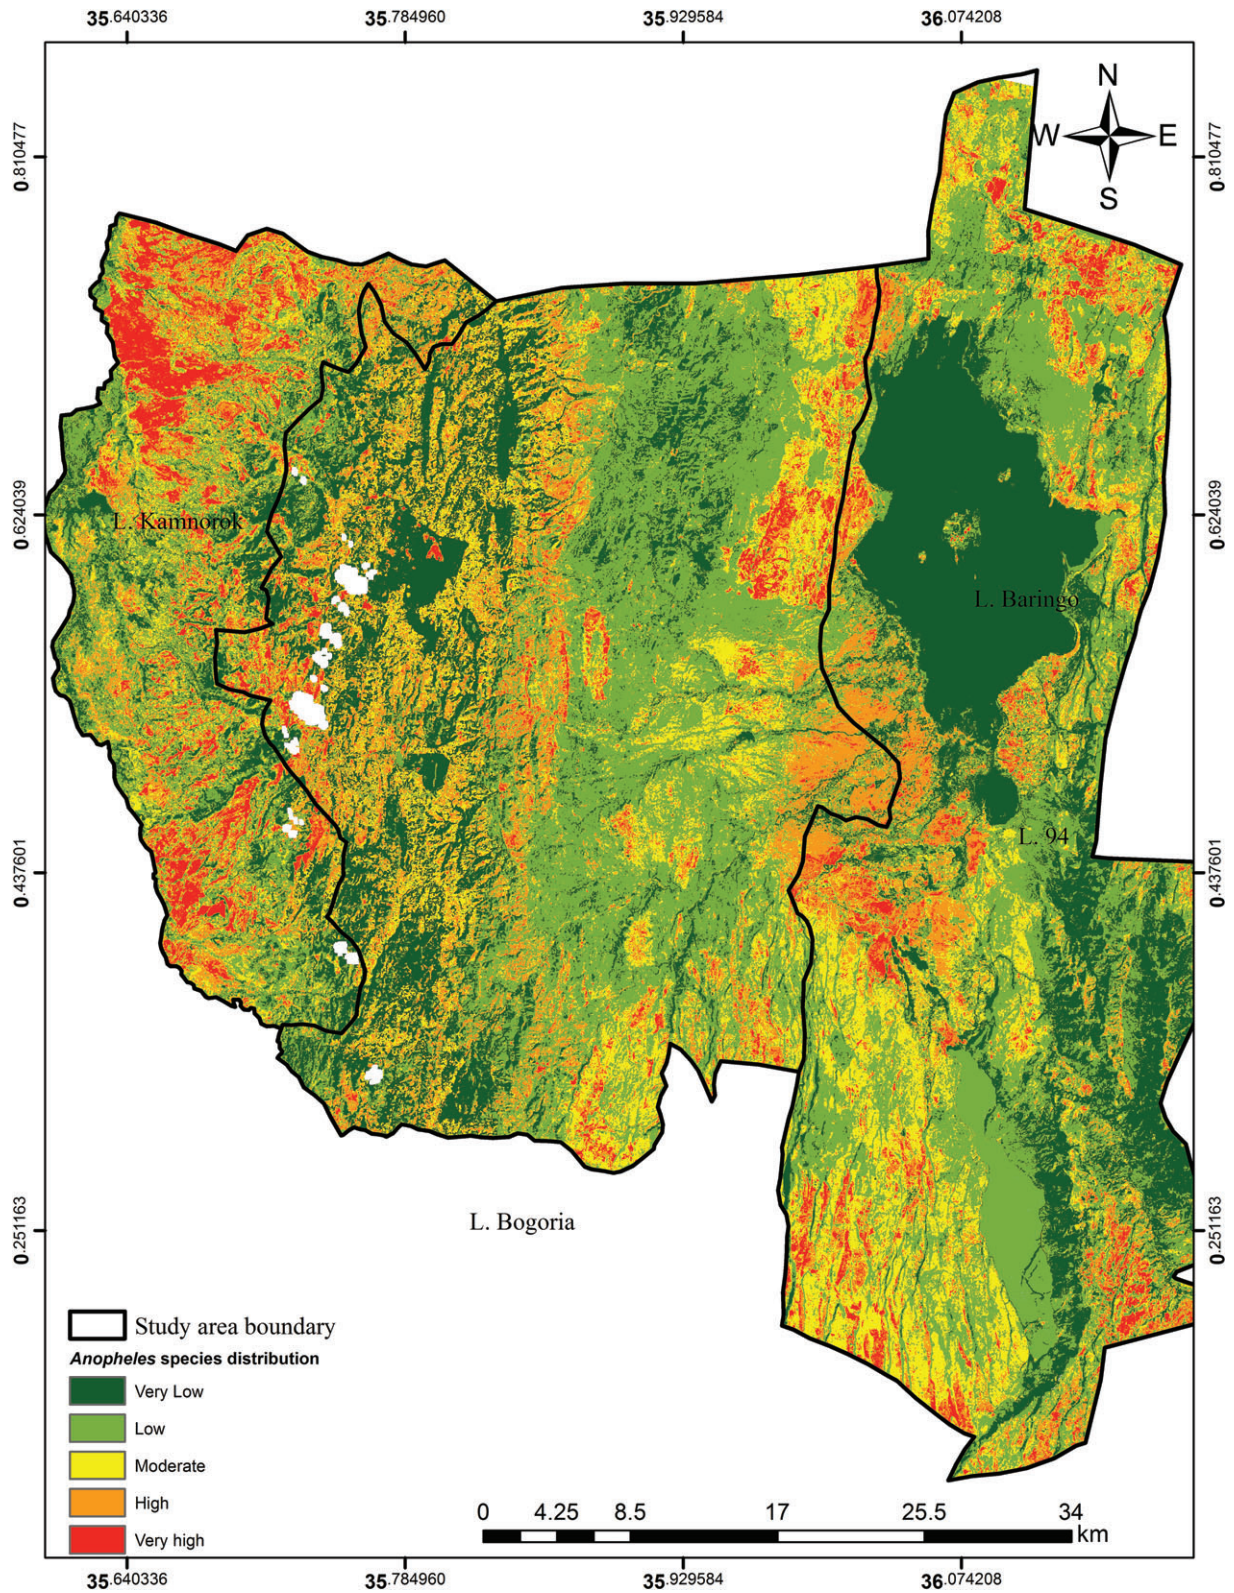 35.640336 35.784960 35.929584 36.074208
N
W E
S
0.810477 0.810477
0.624039 0.624039
L. Kamnorok
L. Baringo
L. 94
0.437601 0.437601
L. Bogoria
0.251163 0.251163
Study area boundary
Anopheles species distribution
Very Low
Low
Moderate
High
Very high
0 4.25 8.5 17 25.5 34
km
35.640336 35.784960 35.929584 36.074208